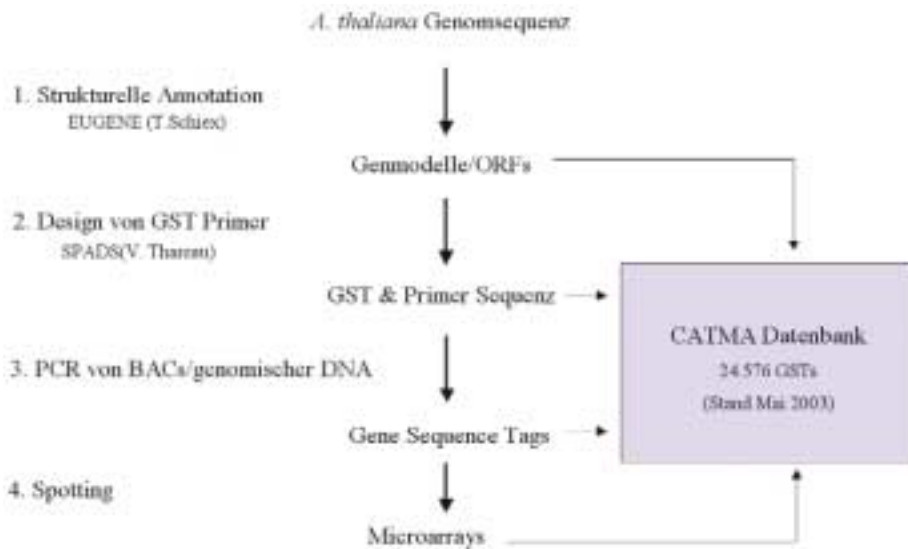 A. thaliana Genomsequenz
1. Strukturelle Annotation
EUGENE (T.Schiex)
Genmodelle/ORFs
2. Design von GST Primer
SPADS(V. Thareau)
GST & Primer Sequenz
CATMA Datenbank
24.576 GSTs
(Stand Mai 2003)
3. PCR von BACs/genomischer DNA
Gene Sequence Tags
4. Spotting
Microarrays